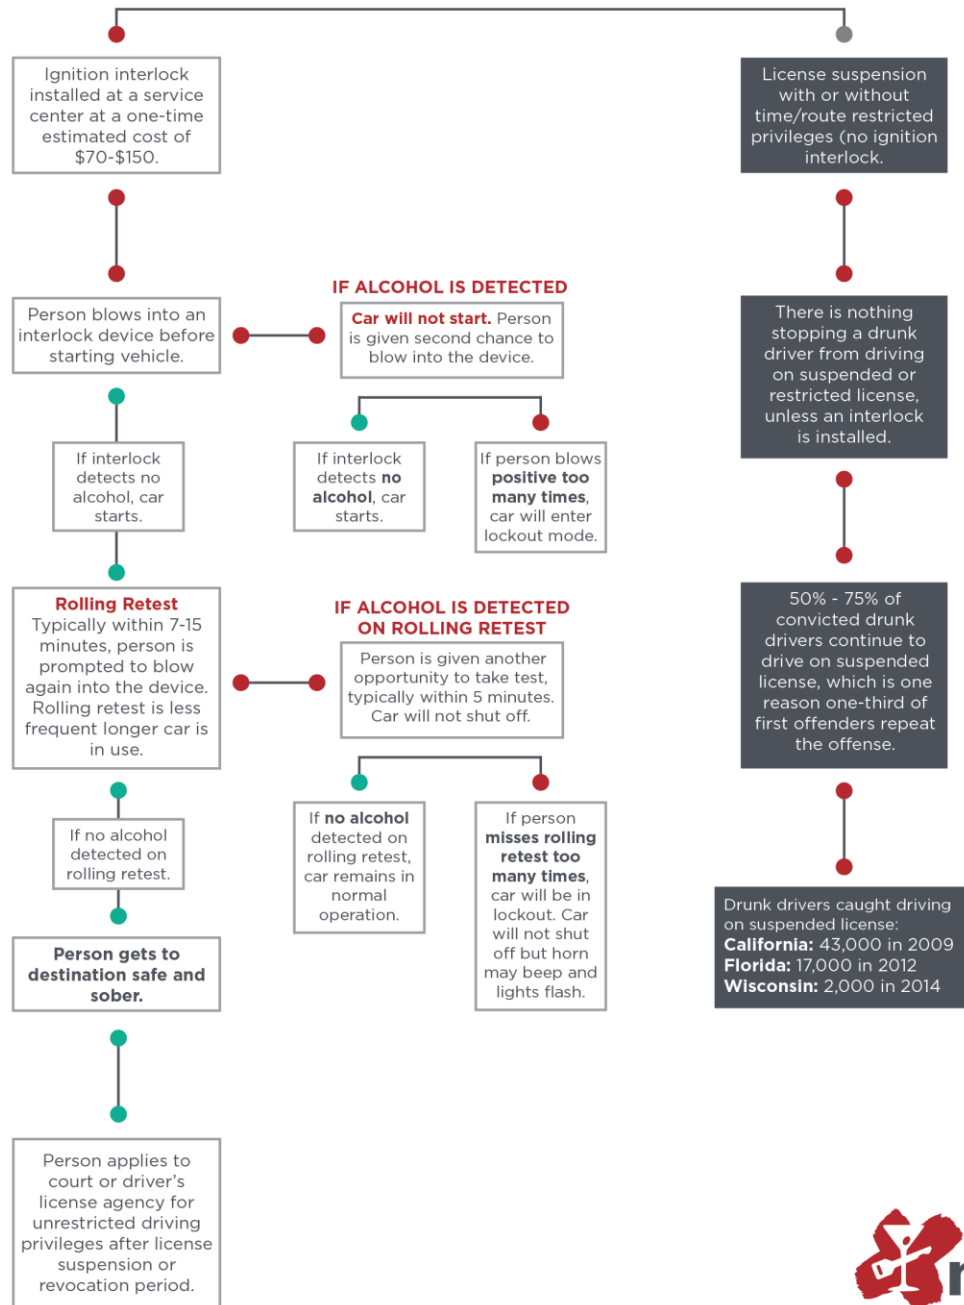 Ignition interlock
installed at a service
center at a one-time
estimated cost of
$70-$150.
Person blows into an
interlock device before
starting vehicle.
IF ALCOHOL IS DETECTED
Car will not start. Person
is given second chance to
blow into the device.
If interlock
detects no
alcohol, car
starts.
If interlock
detects no
alcohol, car
starts.
If person blows
positive too
many times,
car will enter
lockout mode.
Rolling Retest
Typically within 7-15
minutes, person is
prompted to blow
again into the device.
Rolling retest is less
frequent longer car is
in use.
IF ALCOHOL IS DETECTED
ON ROLLING RETEST
Person is given another
opportunity to take test,
typically within 5 minutes.
Car will not shut off.
If no alcohol
detected on
rolling retest.
If no alcohol
detected on
rolling retest,
car remains in
normal
operation.
If person
misses rolling
retest too
many times,
car will be in
lockout. Car
will not shut
off but horn
may beep and
lights flash.
Person gets to
destination safe and
sober.
Person applies to
court or driver's
license agency for
unrestricted driving
privileges after license
suspension or
revocation period.
License suspension
with or without
time/route restricted
privileges (no ignition
interlock.
There is nothing
stopping a drunk
driver from driving
on suspended or
restricted license,
unless an interlock
is installed.
50% - 75% of
convicted drunk
drivers continue to
drive on suspended
license, which is one
reason one-third of
first offenders repeat
the offense.
Drunk drivers caught driving
on suspended license:
California: 43,000 in 2009
Florida: 17,000 in 2012
Wisconsin: 2,000 in 2014